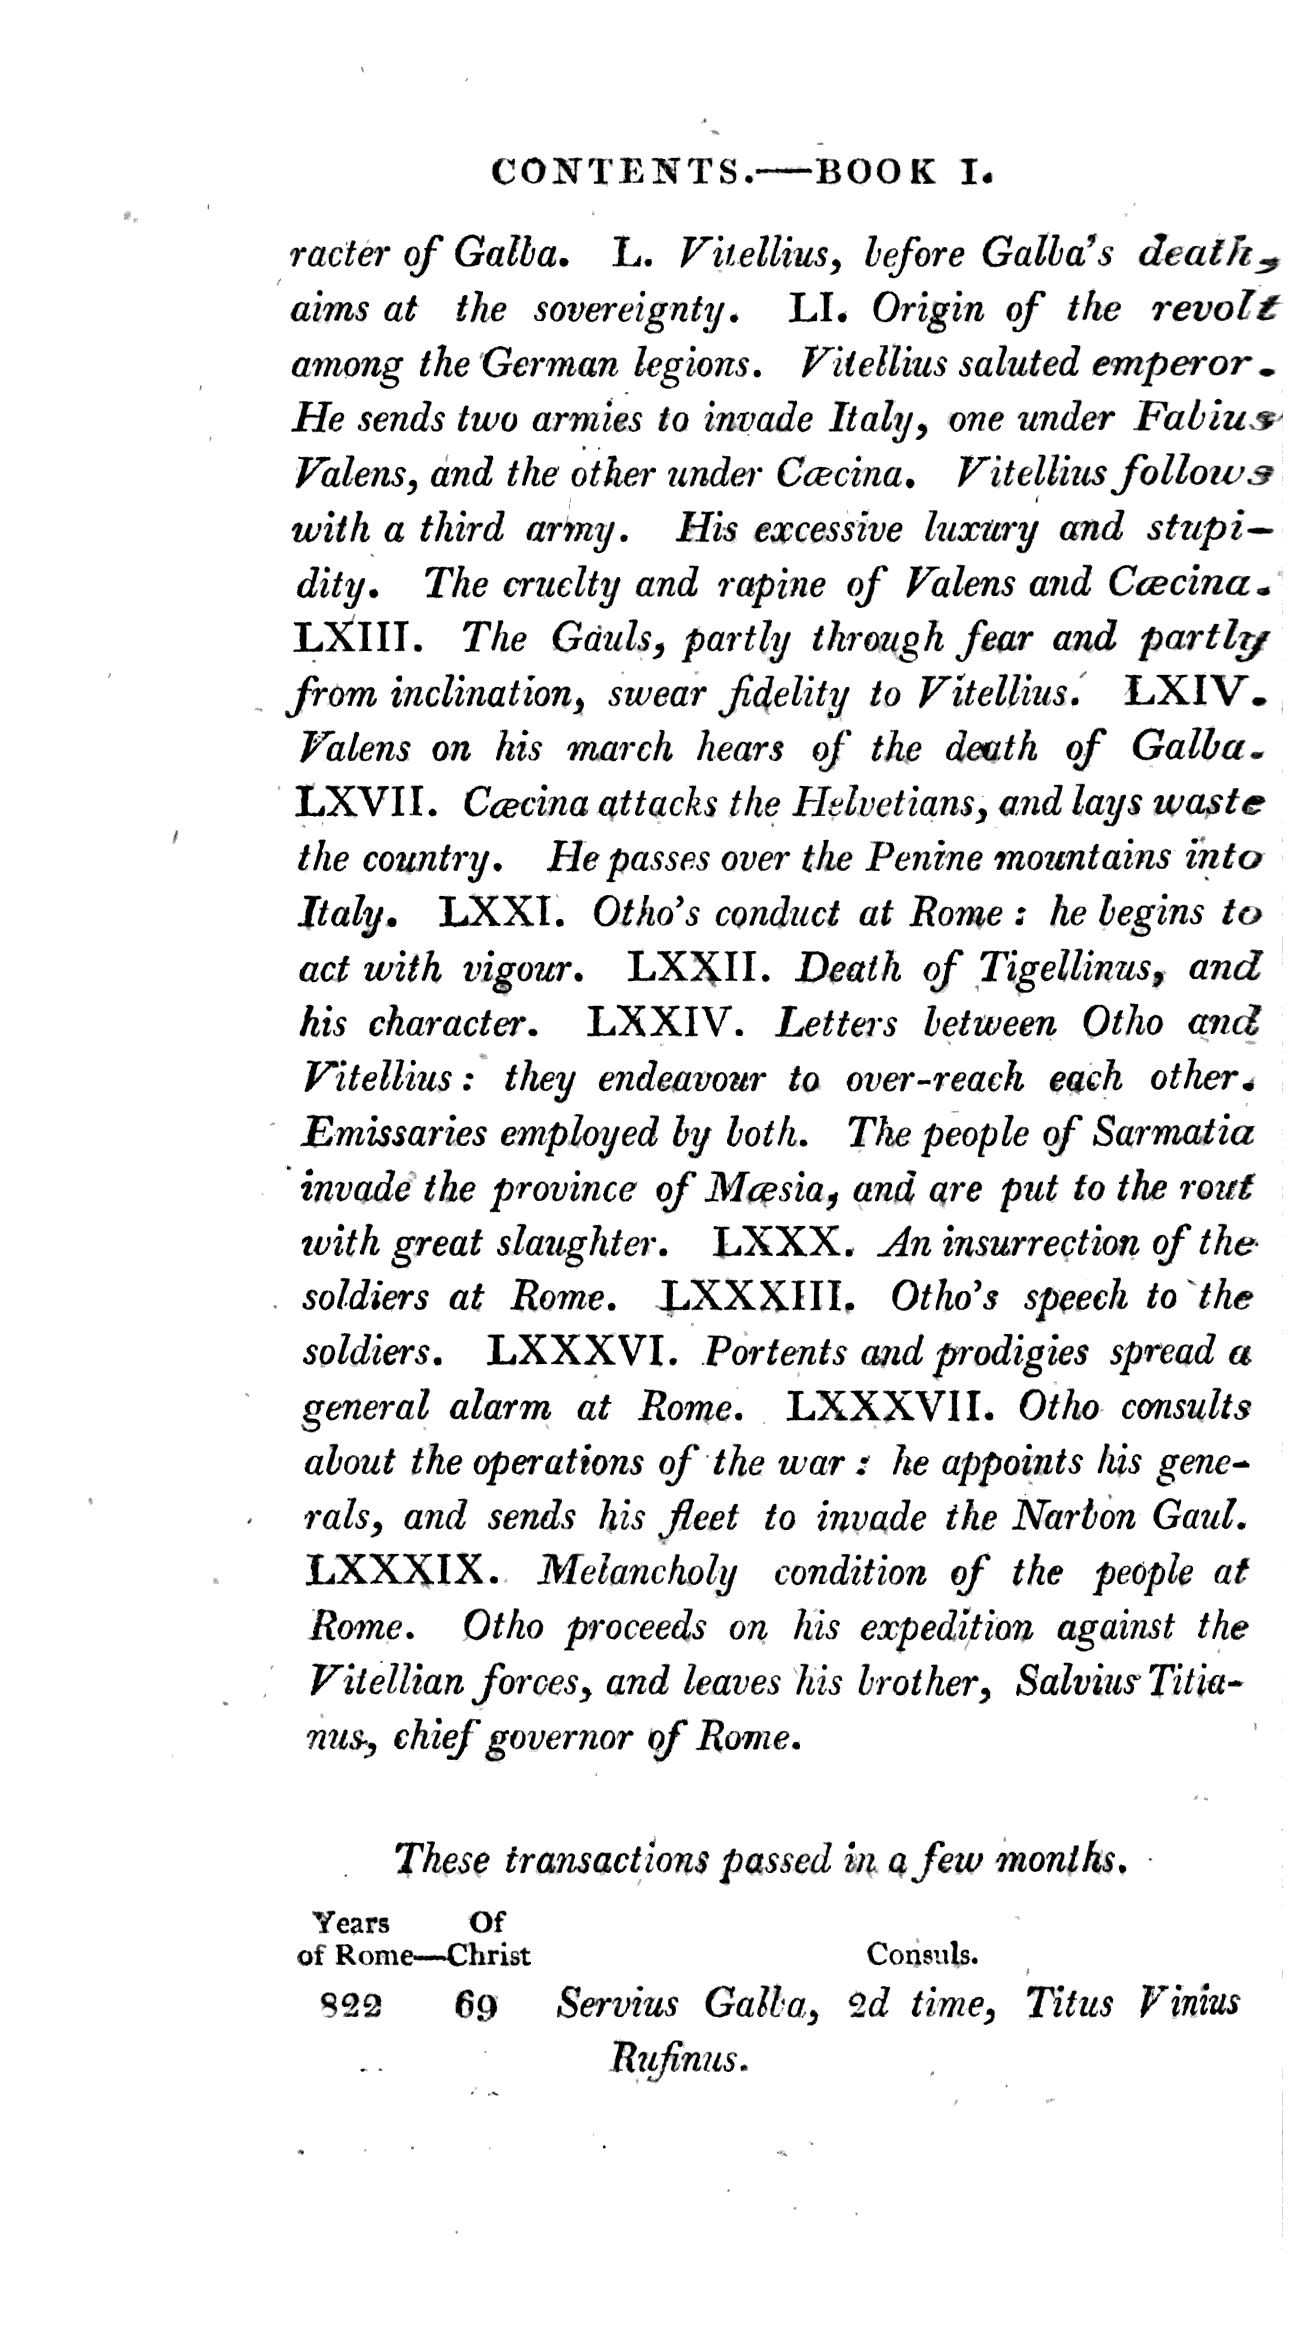 CONTENTS.—BOOK I.
racter of Galba. L. Vitellius, before Galba's death,
aims at the sovereignty. LI. Origin of the revolt
among the German legions. Vitellius saluted emperor.
He sends two armies to invade Italy, one under Fabius
Valens, and the other under Cæcina. Vitellius follows
with a third army. His excessive luxury and stupi-
dity. The cruelty and rapine of Valens and Cæcina.
LXIII. The Gauls, partly through fear and partly
from inclination, swear fidelity to Vitellius. LXIV.
Valens on his march hears of the death of Galba.
LXVII. Cæcina attacks the Helvetians, and lays waste
the country. He passes over the Penine mountains into
Italy. LXXI. Otho's conduct at Rome: he begins to
act with vigour. LXXII. Death of Tigellinus, and
his character. LXXIV. Letters between Otho and
Vitellius: they endeavour to over-reach each other.
Emissaries employed by both. The people of Sarmatia
invade the province of Mæsia, and are put to the rout
with great slaughter. LXXX. An insurrection of the
soldiers at Rome. LXXXIII. Otho's speech to the
soldiers. LXXXVI. Portents and prodigies spread a
general alarm at Rome. LXXXVII. Otho consults
about the operations of the war: he appoints his gene-
rals, and sends his fleet to invade the Narbon Gaul.
LXXXIX. Melancholy condition of the people at
Rome. Otho proceeds on his expedition against the
Vitellian forces, and leaves his brother, Salvius Titia-
nus, chief governor of Rome.
These transactions passed in a few months.
Years Of
of Rome—Christ Consuls.
822 69 Servius Galba, 2d time, Titus Vinius
Rufinus.